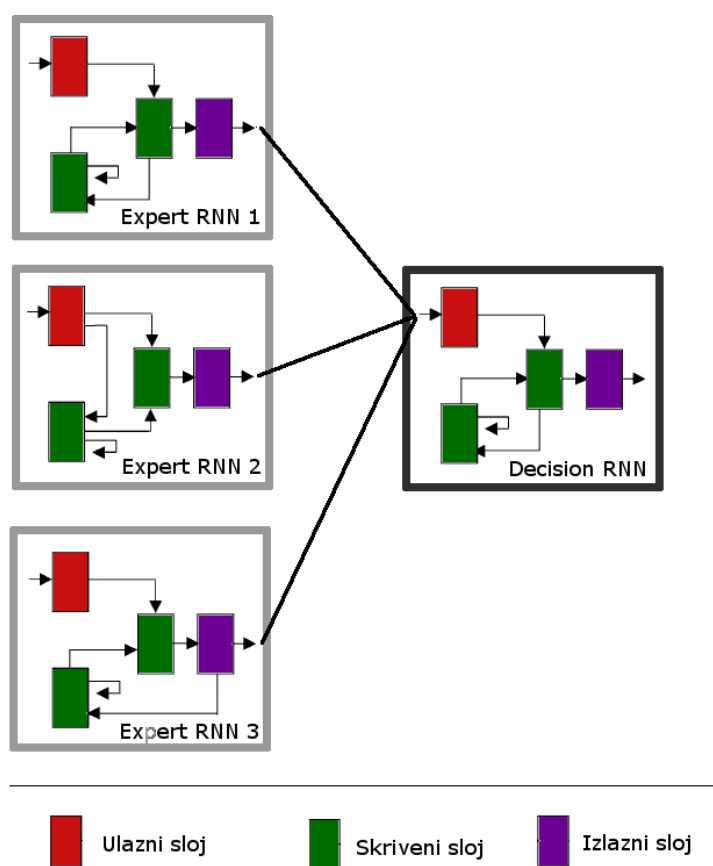 Expert RNN 1
Expert RNN 2
Decision RNN
Expert RNN 3
Ulazni sloj
Skriveni sloj
Izlazni sloj